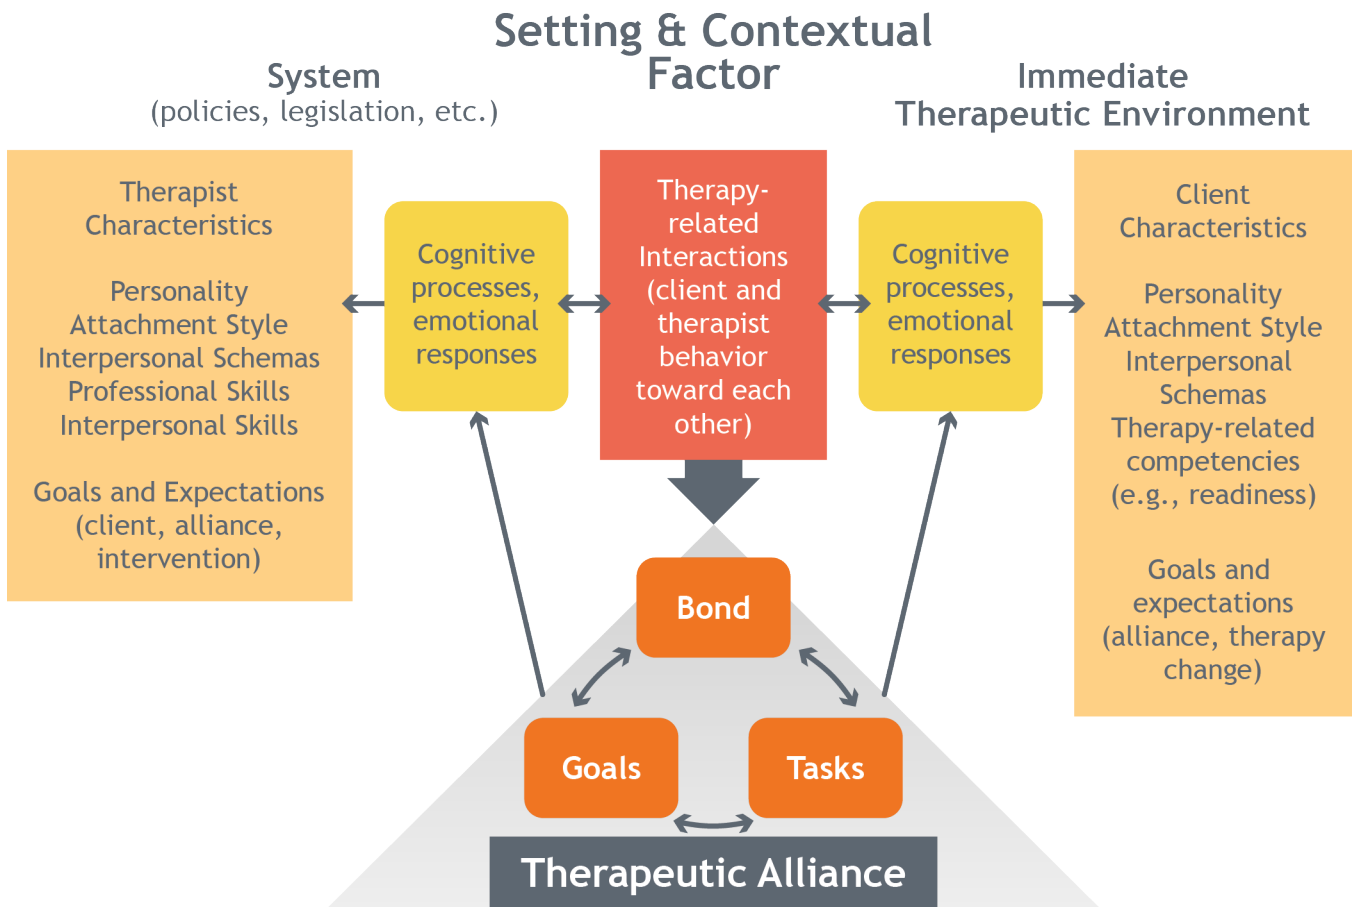 Setting & Contextual
Factor
System
(policies, legislation, etc.)
Immediate
Therapeutic Environment
Therapist
Characteristics
Personality
Attachment Style
Interpersonal Schemas
Professional Skills
Interpersonal Skills
Goals and Expectations
(client, alliance,
intervention)
Cognitive
processes,
emotional
responses
Therapy-
related
Interactions
(client and
therapist
behavior
toward each
other)
Cognitive
processes,
emotional
responses
Client
Characteristics
Personality
Attachment Style
Interpersonal
Schemas
Therapy-related
competencies
(e.g., readiness)
Goals and
expectations
(alliance, therapy
change)
Bond
Goals
Tasks
Therapeutic Alliance